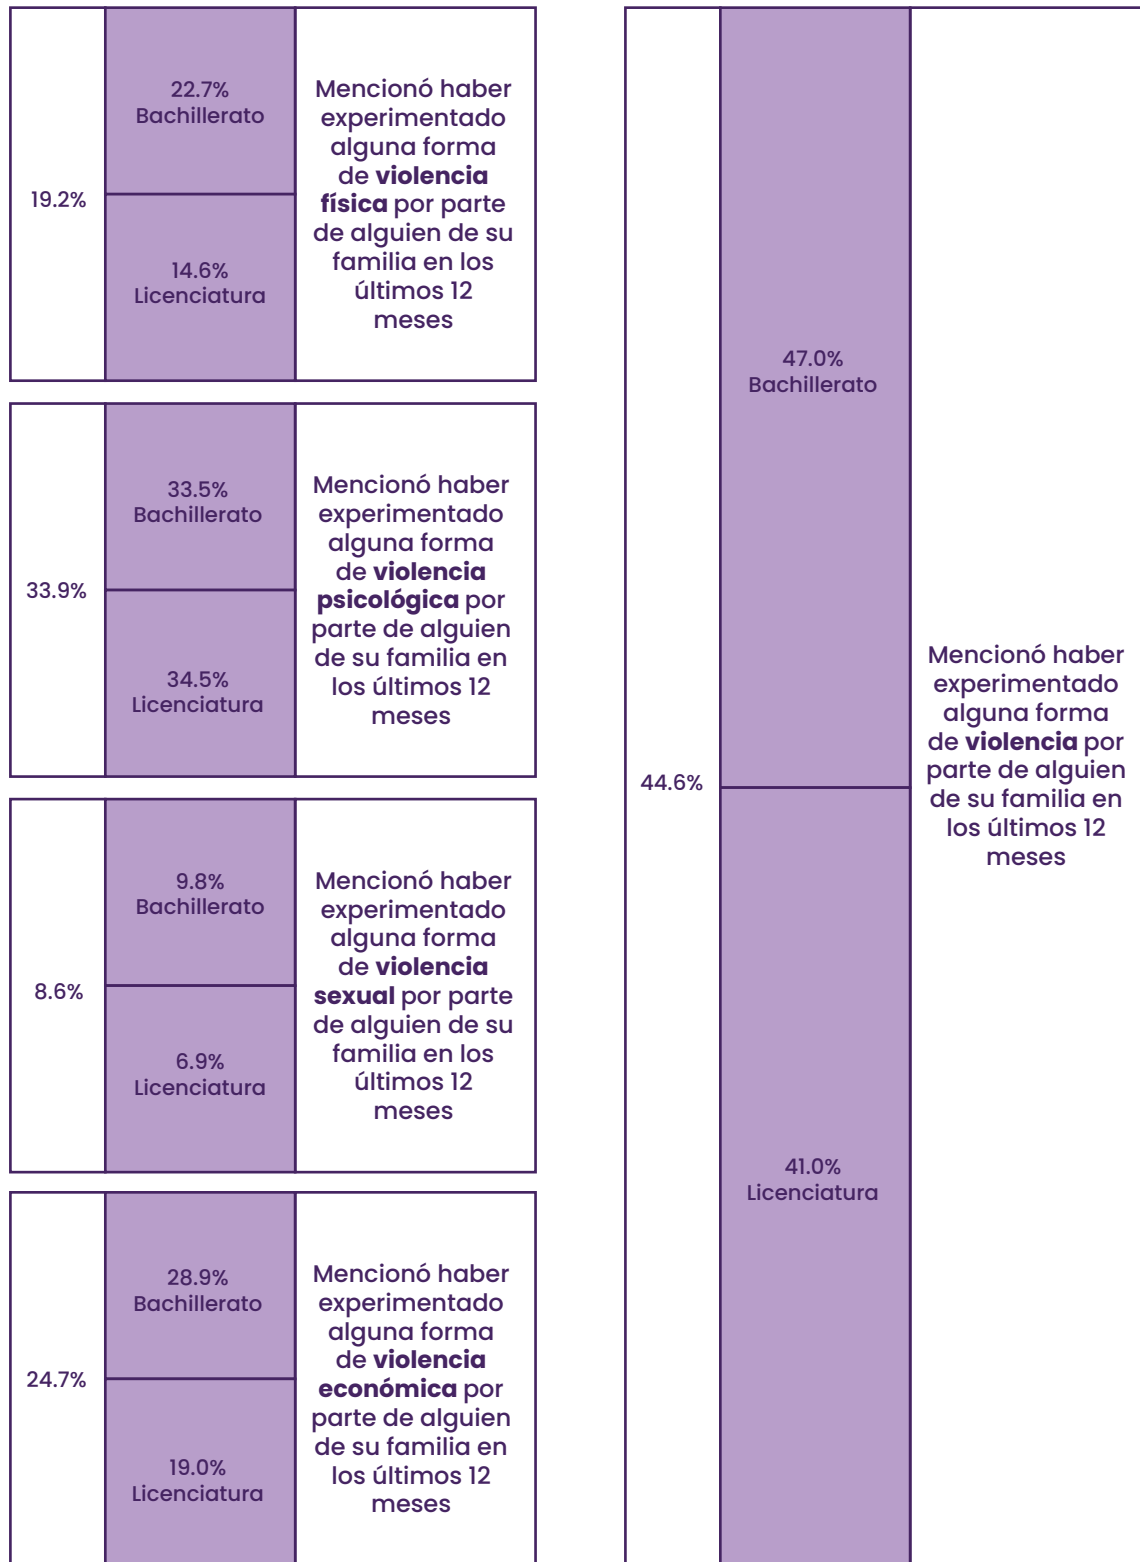 19.2%
22.7%
Bachillerato
14.6%
Licenciatura
Mencionó haber
experimentado
alguna forma
de violencia
física por parte
de alguien de su
familia en los
últimos 12
meses
33.9%
33.5%
Bachillerato
34.5%
Licenciatura
Mencionó haber
experimentado
alguna forma
de violencia
psicológica por
parte de alguien
de su familia en
los últimos 12
meses
8.6%
9.8%
Bachillerato
6.9%
Licenciatura
Mencionó haber
experimentado
alguna forma
de violencia
sexual por parte
de alguien de su
familia en los
últimos 12
meses
24.7%
28.9%
Bachillerato
19.0%
Licenciatura
Mencionó haber
experimentado
alguna forma
de violencia
económica por
parte de alguien
de su familia en
los últimos 12
meses
44.6%
47.0%
Bachillerato
41.0%
Licenciatura
Mencionó haber
experimentado
alguna forma
de violencia por
parte de alguien
de su familia en
los últimos 12
meses